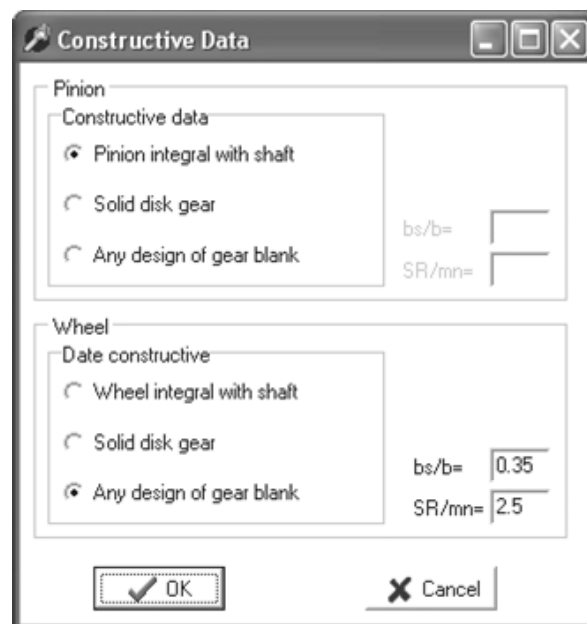 Constructive Data
Pinion
Constructive data
Pinion integral with shaft
Solid disk gear
Any design of gear blank
bs/b=
SR/mn=
Wheel
Date constructive
Wheel integral with shaft
Solid disk gear
Any design of gear blank
bs/b= 0.35
SR/mn= 2.5
OK Cancel